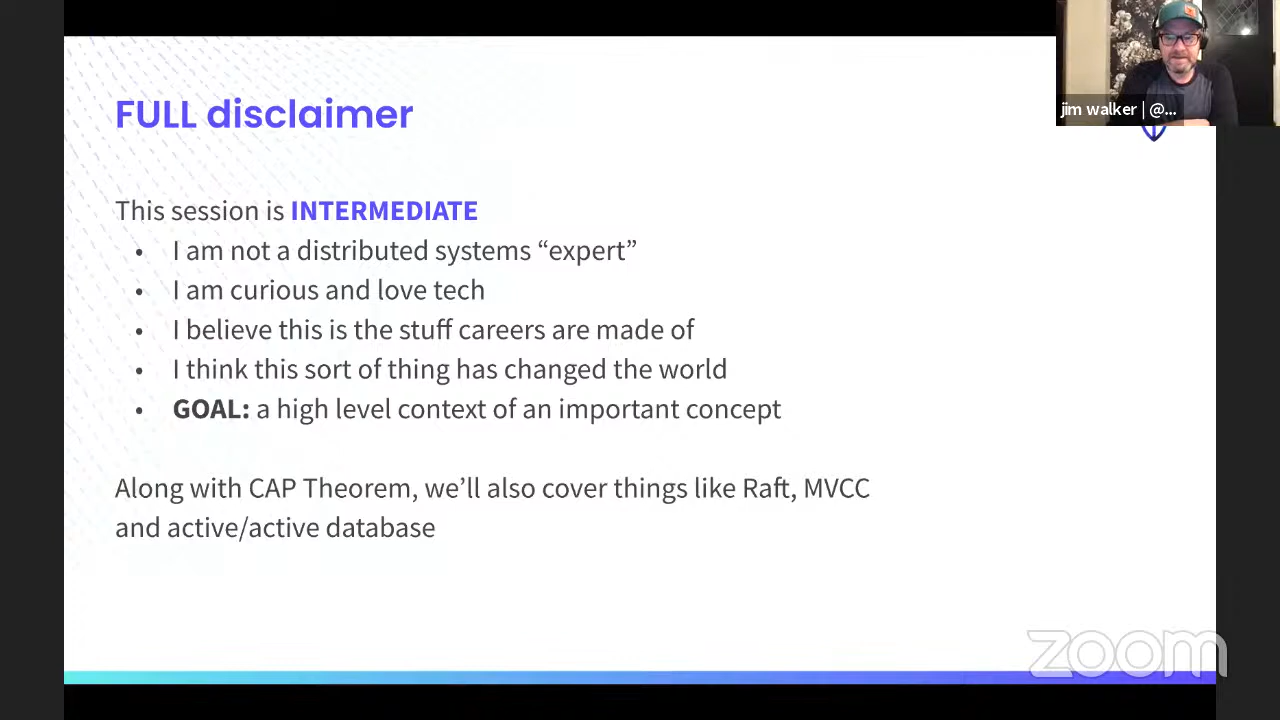 jim walker | @...
FULL disclaimer
This session is INTERMEDIATE
• I am not a distributed systems “expert”
• I am curious and love tech
• I believe this is the stuff careers are made of
• I think this sort of thing has changed the world
• GOAL: a high level context of an important concept
Along with CAP Theorem, we’ll also cover things like Raft, MVCC
and active/active database
zoom